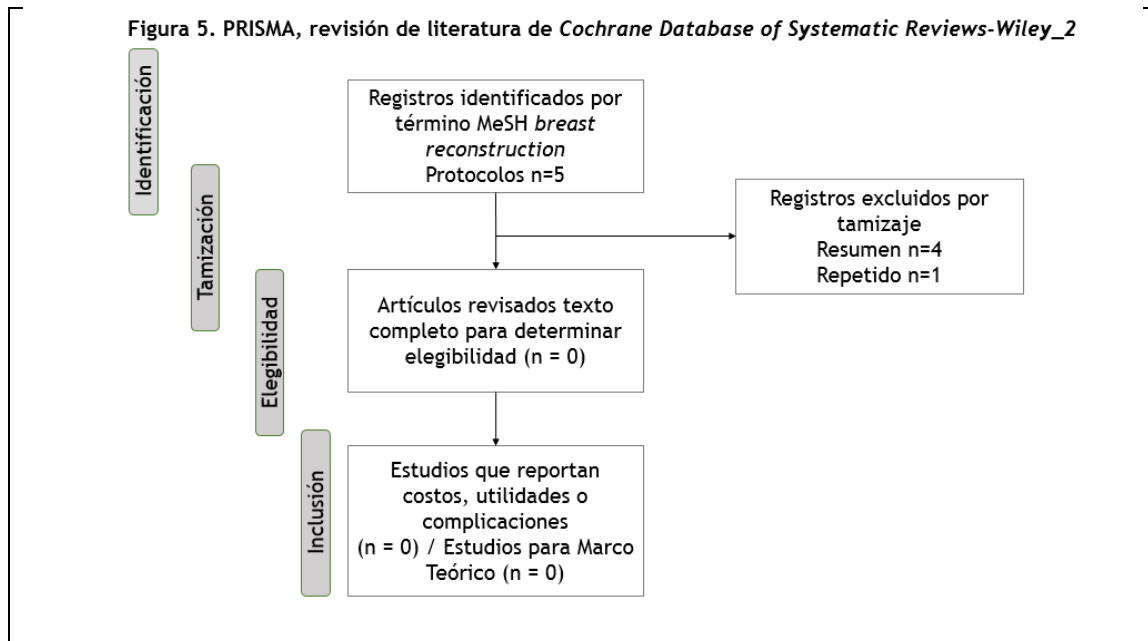 Figura 5. PRISMA, revisión de literatura de Cochrane Database of Systematic Reviews-Wiley_2
Identificación
Registros identificados por
término MeSH breast
reconstruction
Protocolos n=5
Tamización
Registros excluidos por
tamizaje
Resumen n=4
Repetido n=1
Elegibilidad
Artículos revisados texto
completo para determinar
elegibilidad (n = 0)
Inclusión
Estudios que reportan
costos, utilidades o
complicaciones
(n = 0) / Estudios para Marco
Teórico (n = 0)